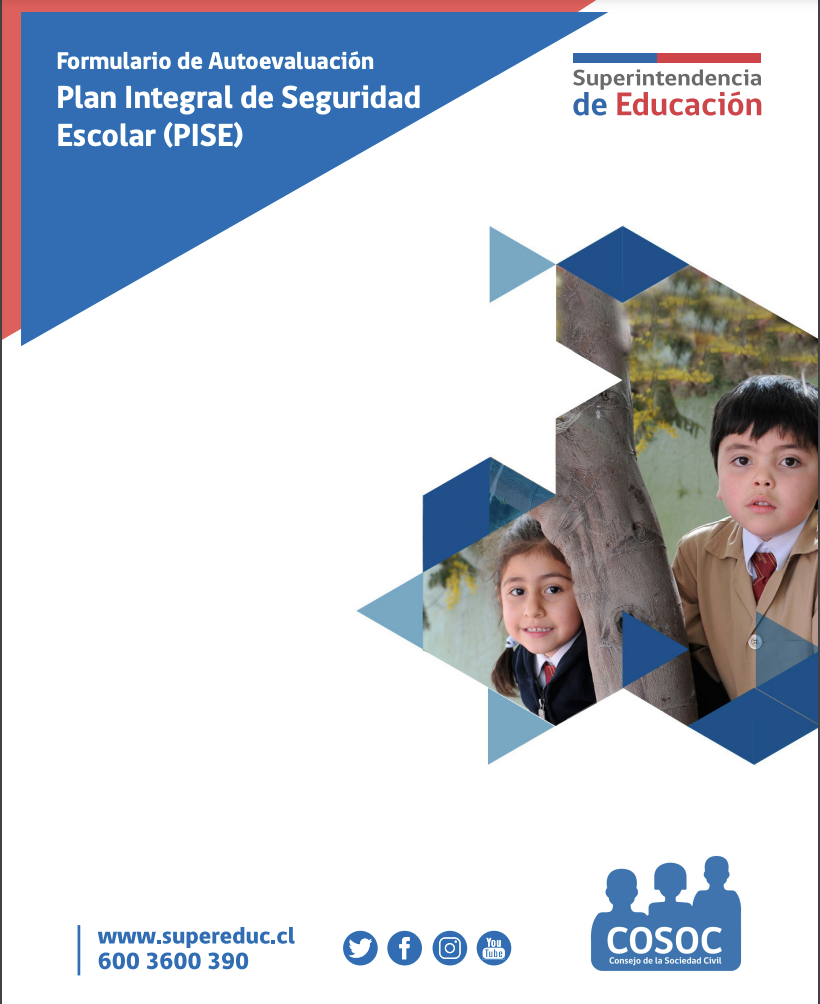 Formulario de Autoevaluación
Plan Integral de Seguridad
Escolar (PISE)
Superintendencia
de Educación
www.supereduc.cl
600 3600 390
You
Tube
COSOC
Consejo de la Sociedad Civil